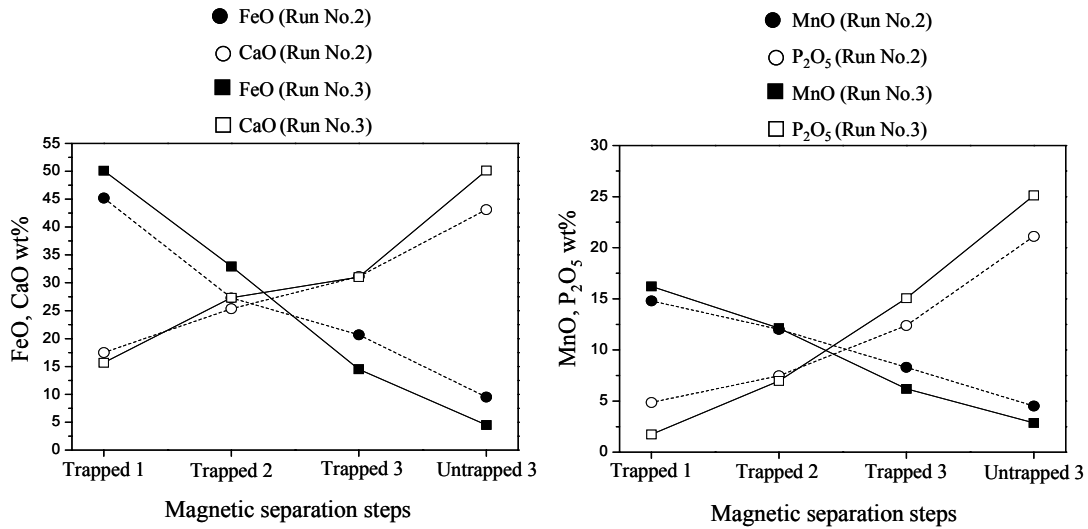 FeO (Run No.2)
CaO (Run No.2)
FeO (Run No.3)
CaO (Run No.3)
55
50
45
40
35
30
25
20
15
10
5
0
FeO, CaO wt%
Trapped 1 Trapped 2 Trapped 3 Untrapped 3
Magnetic separation steps
MnO (Run No.2)
P₂O₅ (Run No.2)
MnO (Run No.3)
P₂O₅ (Run No.3)
30
25
20
15
10
5
0
MnO, P₂O₅ wt%
Trapped 1 Trapped 2 Trapped 3 Untrapped 3
Magnetic separation steps